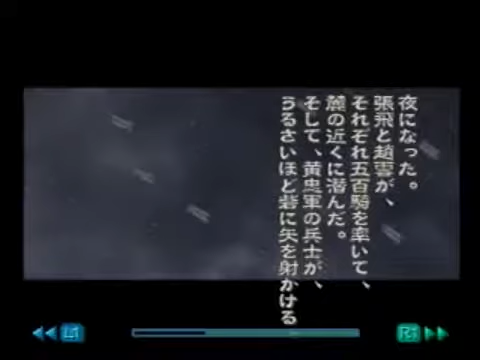 夜になった。
張飛と趙雲が、
それぞれ五百騎を率いて、
麓の近くに潜んだ。
そして、黄忠軍の兵士が、
うるさいほど砦に矢を射かける
L1
R1